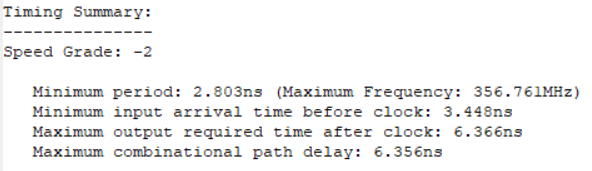 Timing Summary:
---------------
Speed Grade: -2
Minimum period: 2.803ns (Maximum Frequency: 356.761MHz)
Minimum input arrival time before clock: 3.448ns
Maximum output required time after clock: 6.366ns
Maximum combinational path delay: 6.356ns